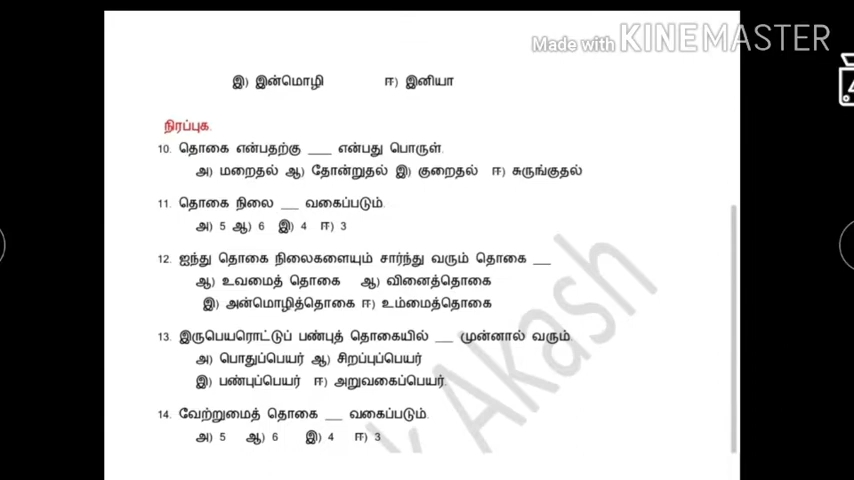 Made with KINEMASTER
இ) இன்மொழி ஈ) இனியா
நிரப்புக.
10. தொகை என்பதற்கு ___ என்பது பொருள்.
அ) மறைதல் ஆ) தோன்றுதல் இ) குறைதல் ஈ) சுருங்குதல்
11. தொகை நிலை ___ வகைப்படும்.
அ) 5 ஆ) 6 இ) 4 ஈ) 3
12. ஐந்து தொகை நிலைகளையும் சார்ந்து வரும் தொகை ___
ஆ) உவமைத் தொகை ஆ) வினைத்தொகை
இ) அன்மொழித்தொகை ஈ) உம்மைத்தொகை
13. இருபெயரொட்டுப் பண்புத் தொகையில் ___ முன்னால் வரும்.
அ) பொதுப்பெயர் ஆ) சிறப்புப்பெயர்
இ) பண்புப்பெயர் ஈ) அறுவகைப்பெயர்.
14. வேற்றுமைத் தொகை ___ வகைப்படும்.
அ) 5 ஆ) 6 இ) 4 ஈ) 3
Akash